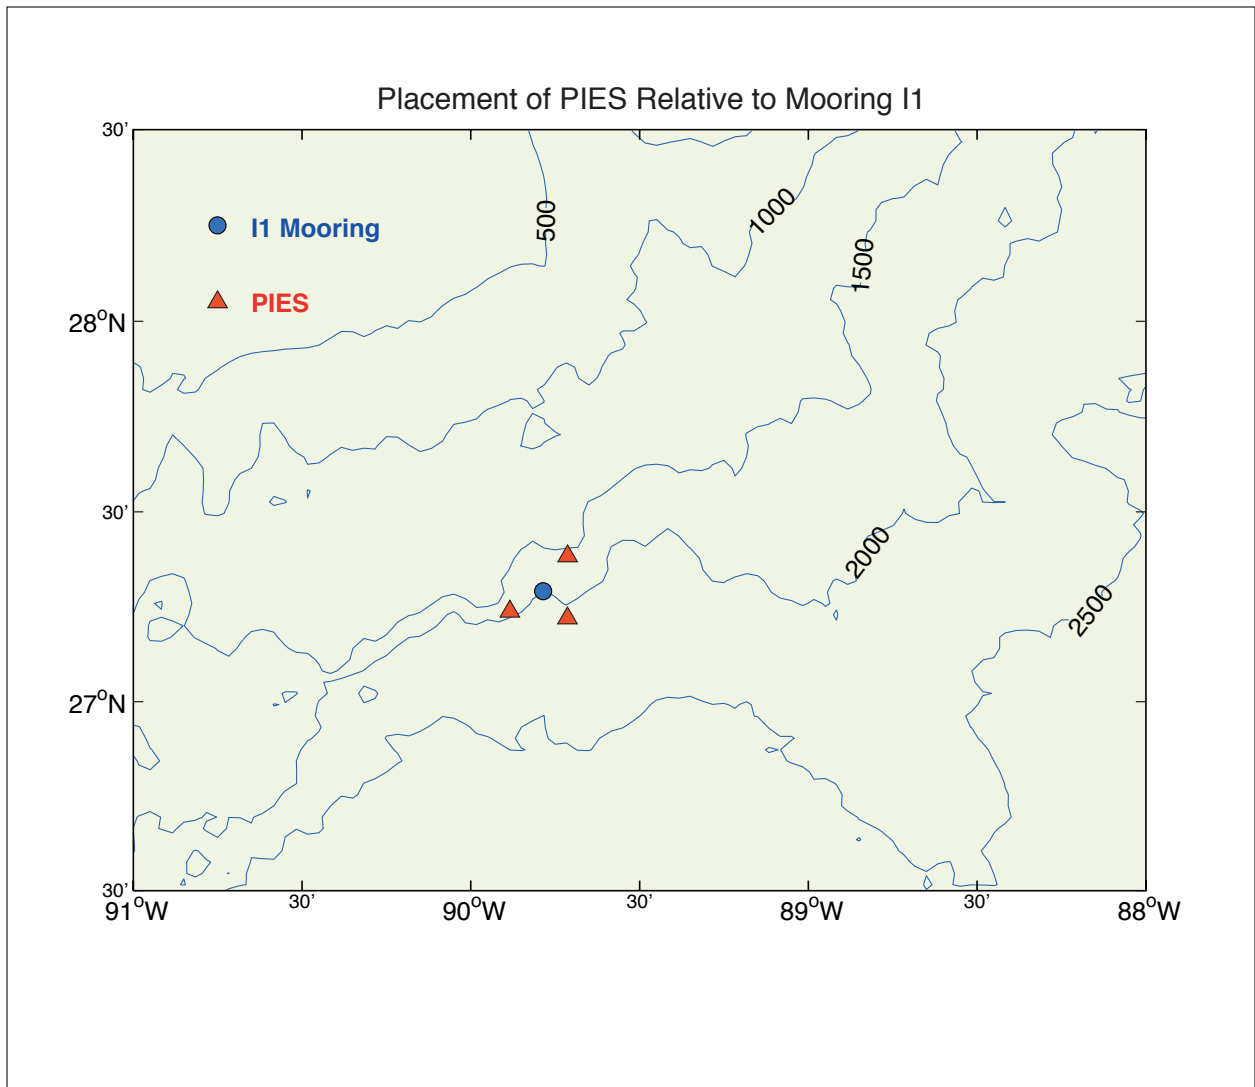 Placement of PIES Relative to Mooring I1
30'
I1 Mooring
500
1000
1500
PIES
28°N
30'
2000
2500
27°N
30'
91°W
30'
90°W
30'
89°W
30'
88°W